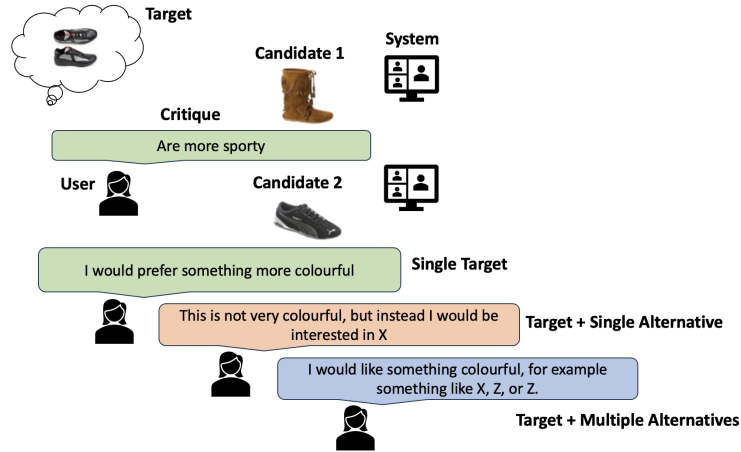 Target
System
Candidate 1
Critique
Are more sporty
User
Candidate 2
I would prefer something more colourful
Single Target
This is not very colourful, but instead I would be
interested in X
Target + Single Alternative
I would like something colourful, for example
something like X, Z, or Z.
Target + Multiple Alternatives